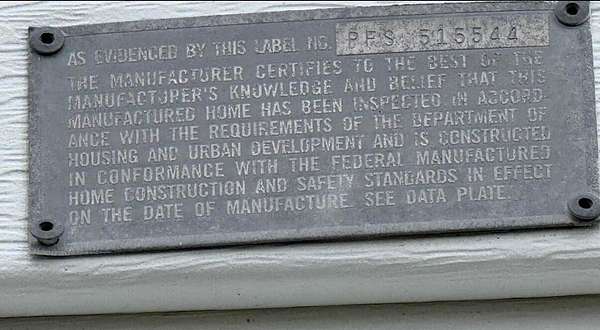 AS EVIDENCED BY THIS LABEL NO. PFS 515544
THE MANUFACTURER CERTIFIES TO THE BEST OF THE
MANUFACTURER'S KNOWLEDGE AND BELIEF THAT THIS
MANUFACTURED HOME HAS BEEN INSPECTED IN ACCORD-
ANCE WITH THE REQUIREMENTS OF THE DEPARTMENT OF
HOUSING AND URBAN DEVELOPMENT AND IS CONSTRUCTED
IN CONFORMANCE WITH THE FEDERAL MANUFACTURED
HOME CONSTRUCTION AND SAFETY STANDARDS IN EFFECT
ON THE DATE OF MANUFACTURE. SEE DATA PLATE.